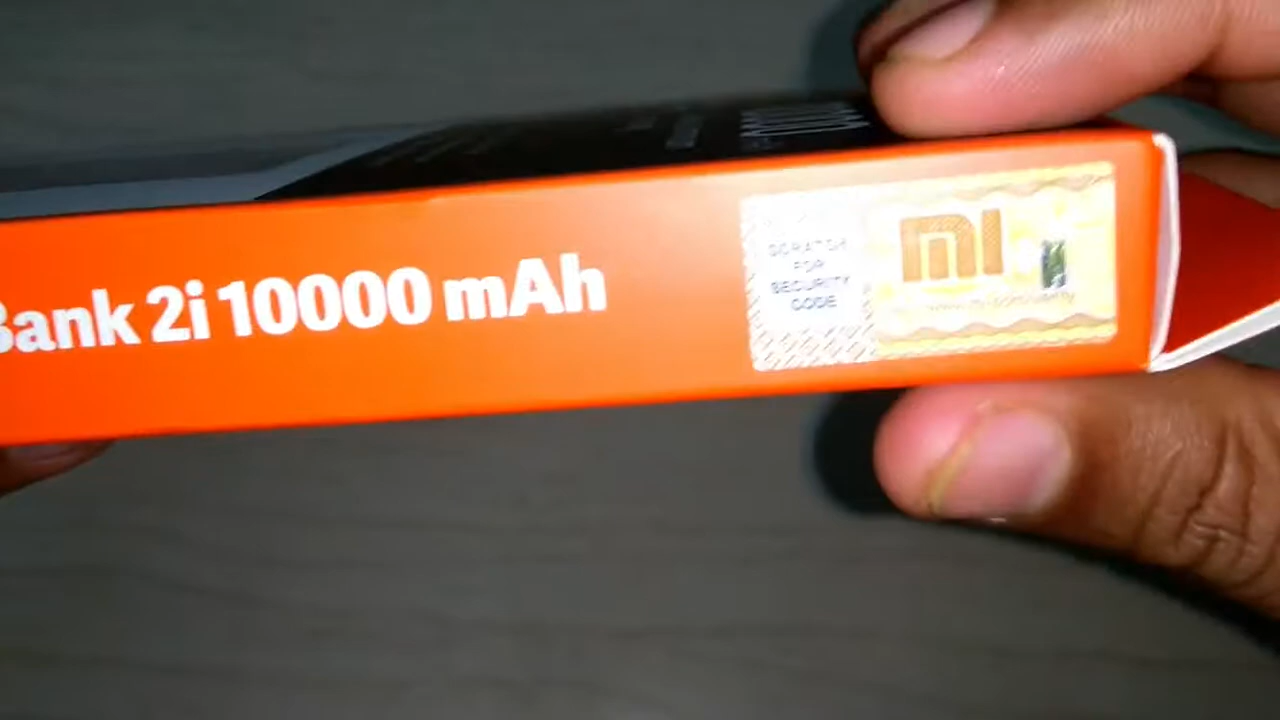 Bank 2i 10000 mAh
SCRATCH
FOR
SECURITY
CODE
mi